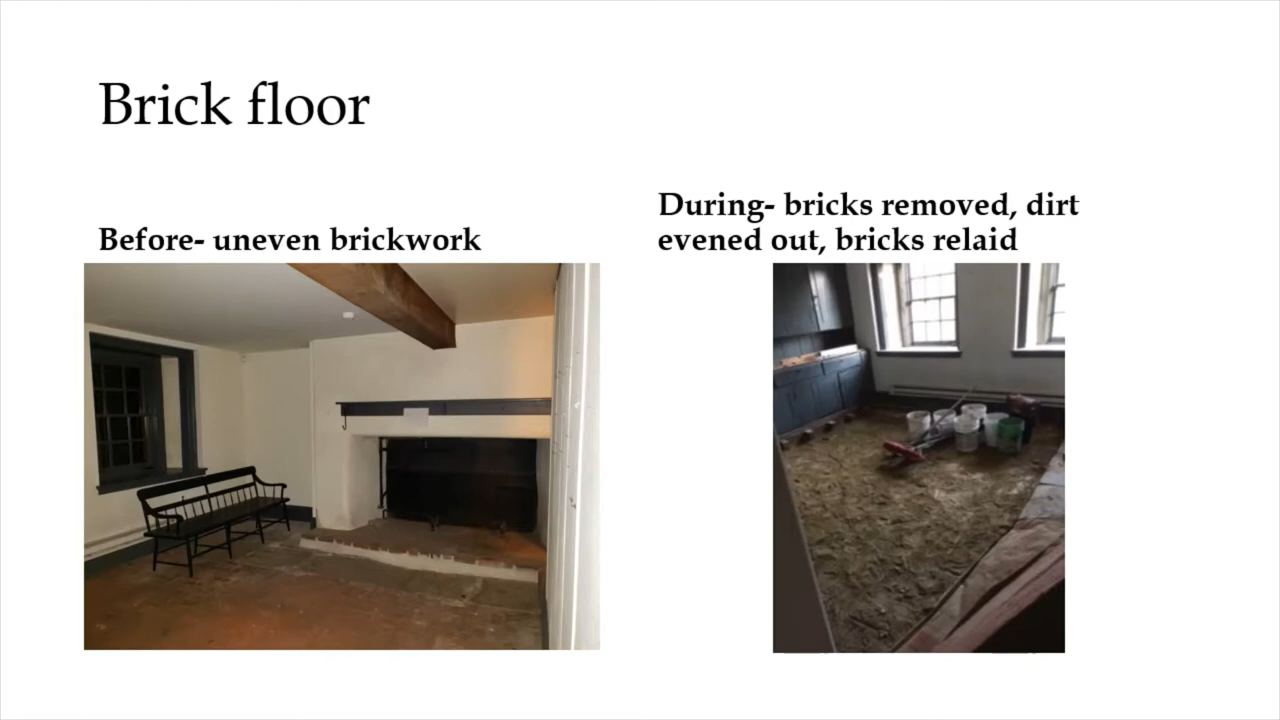 Brick floor
Before- uneven brickwork
During- bricks removed, dirt
evened out, bricks relaid